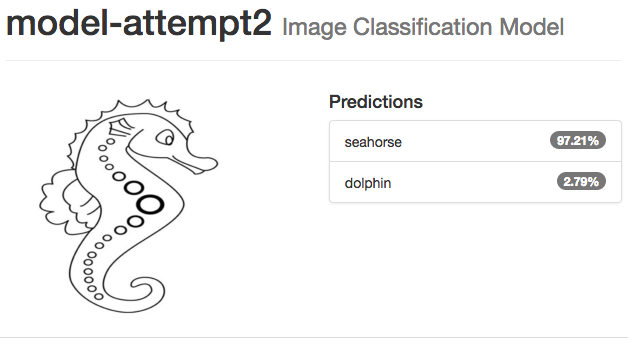 model-attempt2 Image Classification Model
Predictions
seahorse 97.21%
dolphin 2.79%